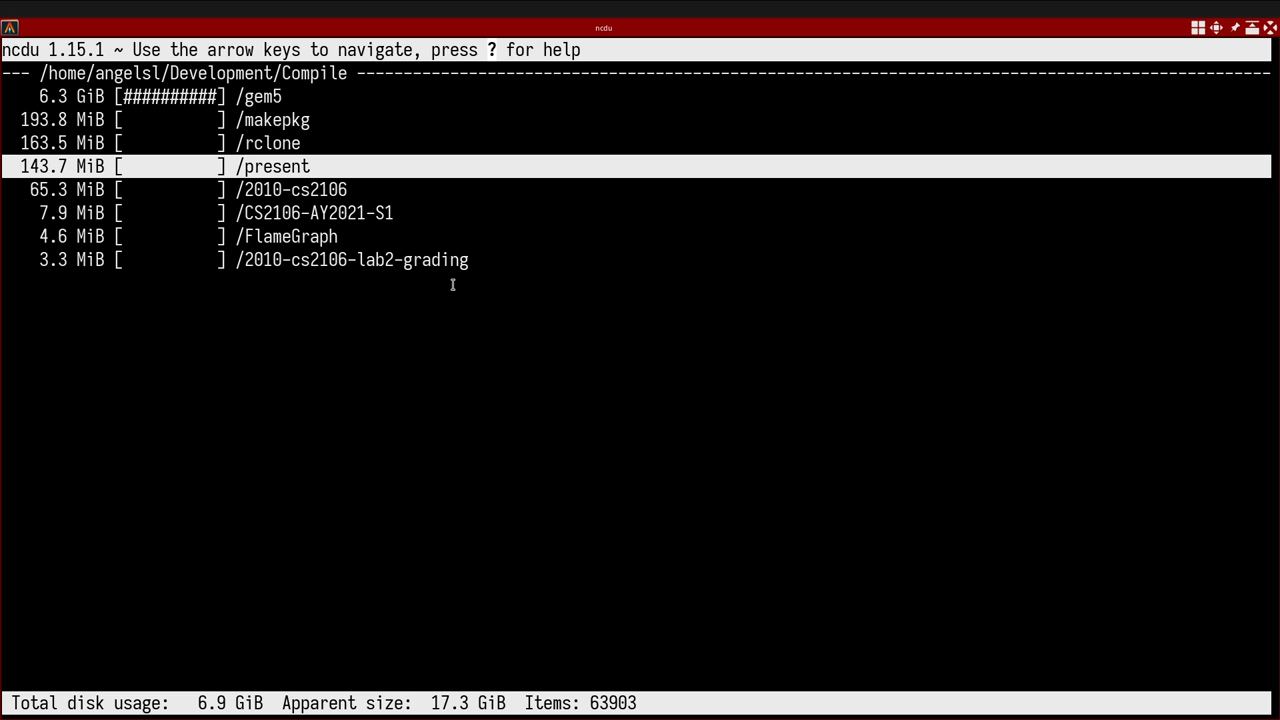 ncdu
ncdu 1.15.1 ~ Use the arrow keys to navigate, press ? for help
--- /home/angelsl/Development/Compile --------------------------------------------------------------------------------------------------
6.3 GiB [##########] /gem5
193.8 MiB [          ] /makepkg
163.5 MiB [          ] /rclone
143.7 MiB [          ] /present
65.3 MiB [          ] /2010-cs2106
7.9 MiB [          ] /CS2106-AY2021-S1
4.6 MiB [          ] /FlameGraph
3.3 MiB [          ] /2010-cs2106-lab2-grading
Total disk usage:   6.9 GiB  Apparent size:  17.3 GiB  Items: 63903